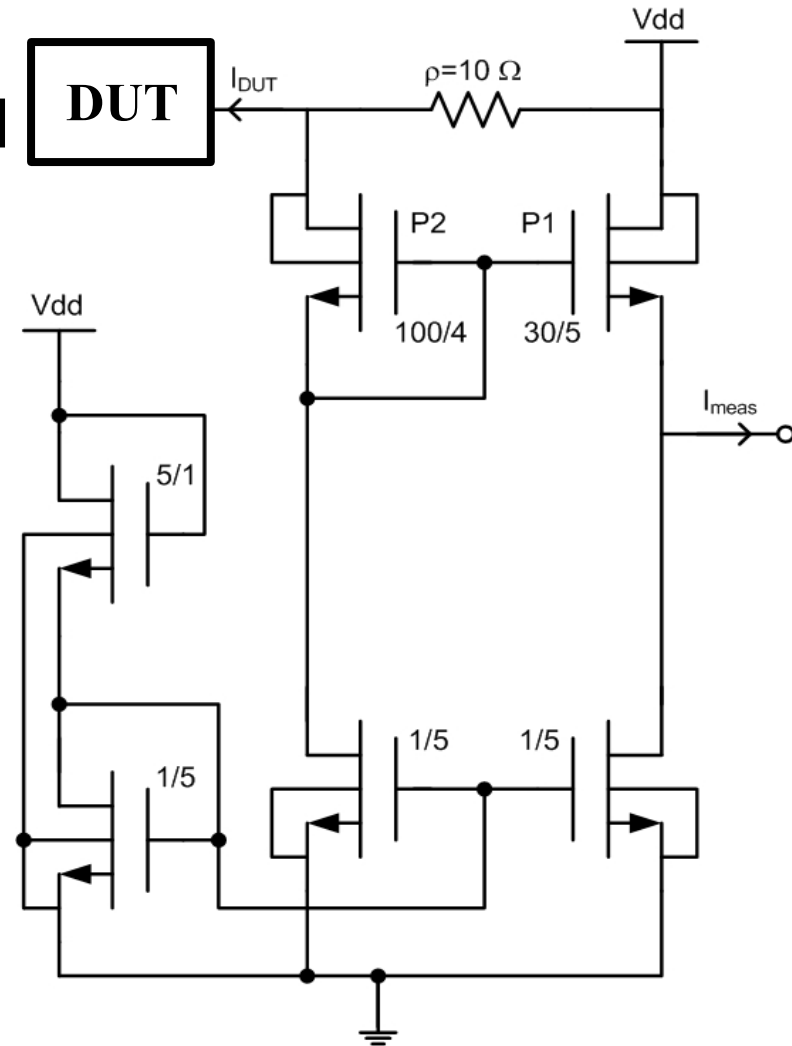 Vdd
DUT
I_DUT
ρ=10 Ω
P2
P1
100/4
30/5
Vdd
I_meas
5/1
1/5
1/5
1/5